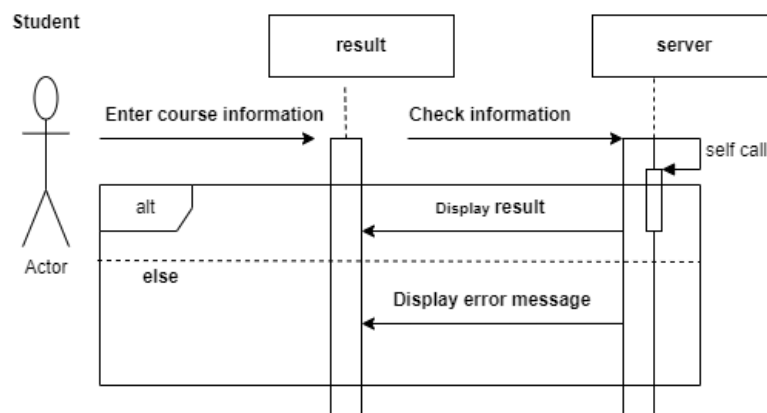 Student
result
server
Enter course information
Check information
self call
alt
Display result
else
Actor
Display error message